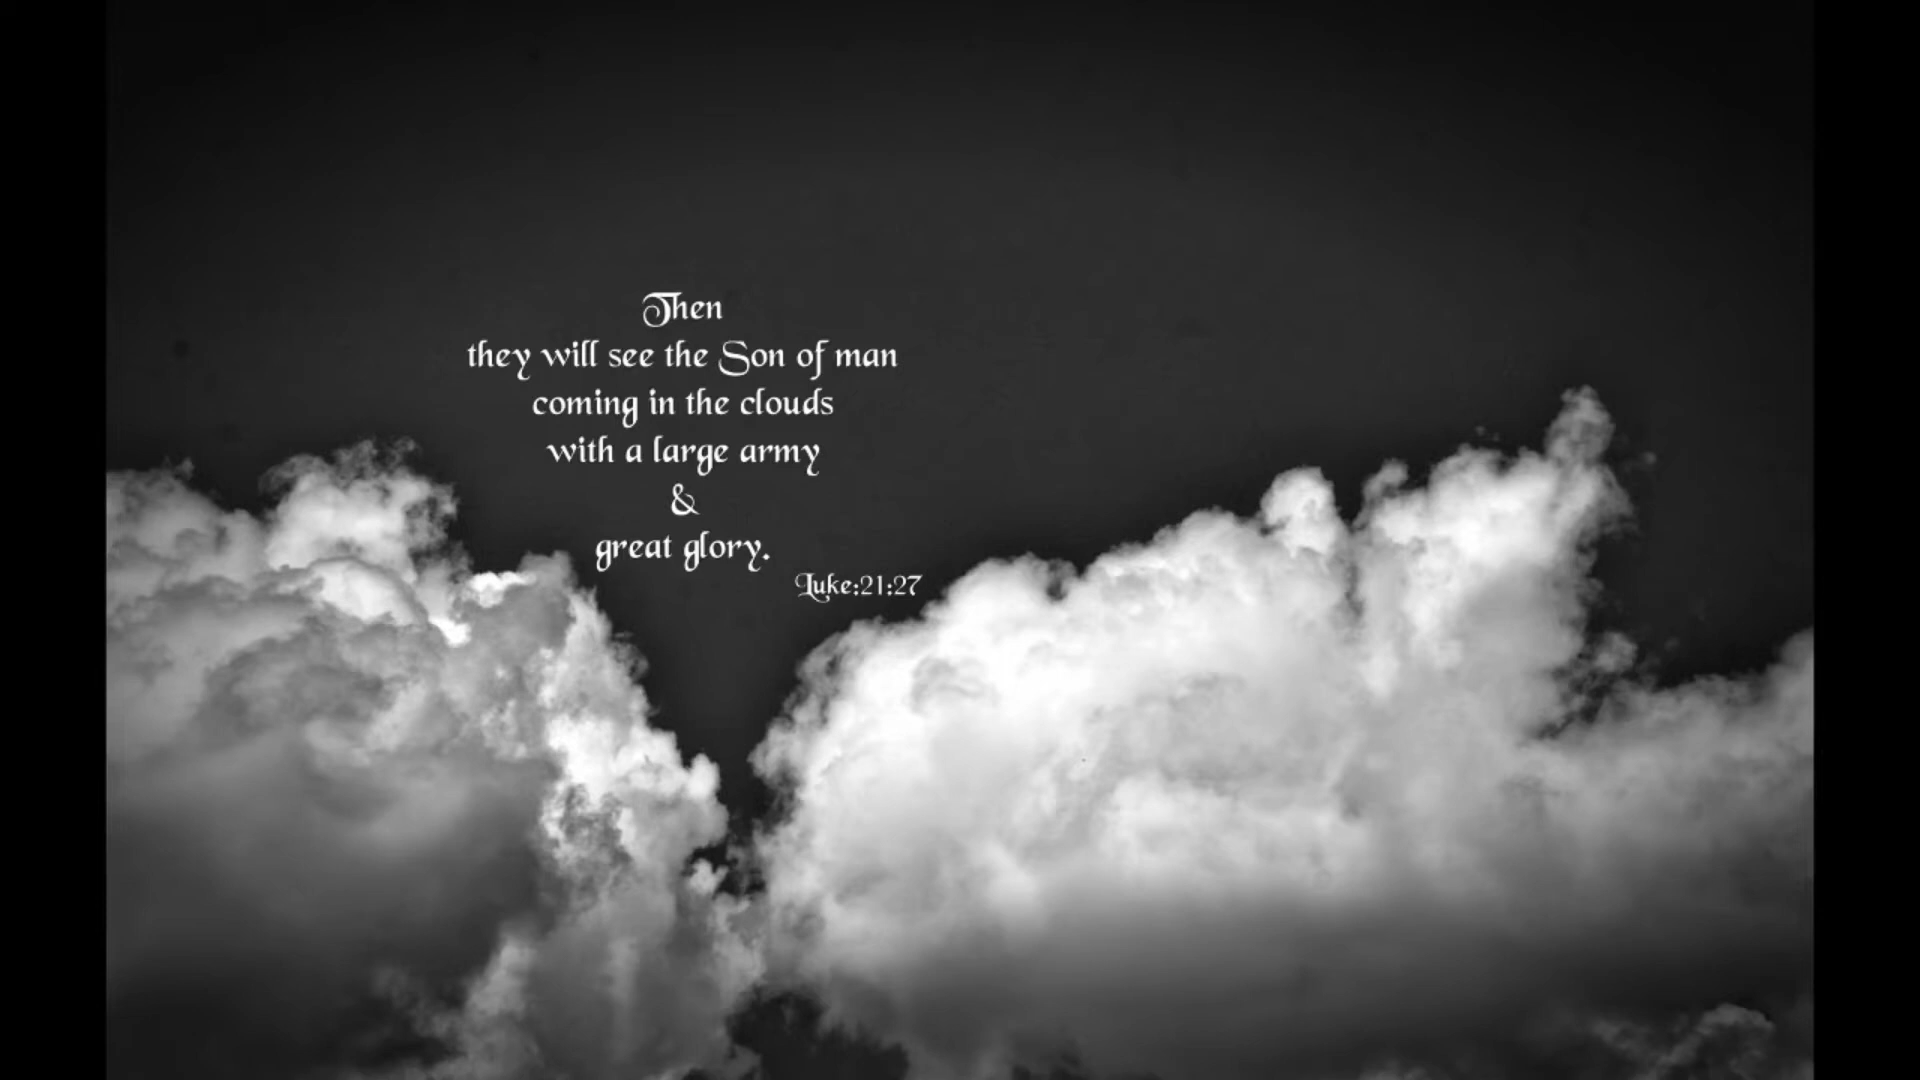 Then
they will see the Son of man
coming in the clouds
with a large army
&
great glory.
Luke:21:27